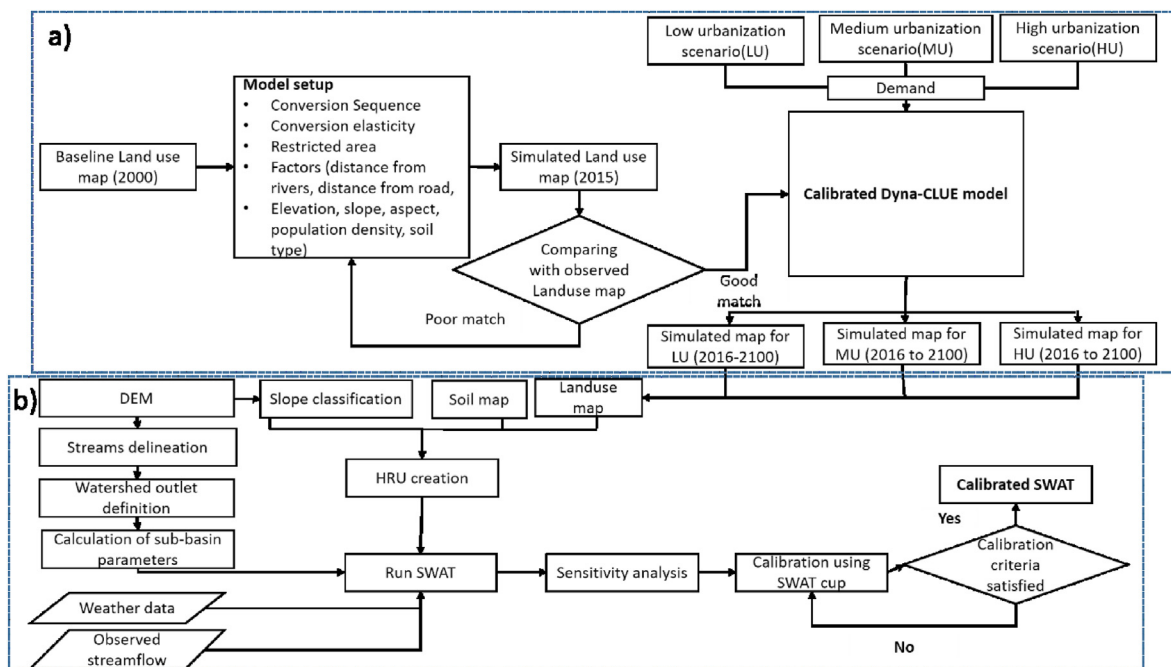 a)
Low urbanization
scenario(LU)
Medium urbanization
scenario(MU)
High urbanization
scenario(HU)
Demand
Model setup
• Conversion Sequence
• Conversion elasticity
• Restricted area
• Factors (distance from
rivers, distance from road,
• Elevation, slope, aspect,
population density, soil
type)
Baseline Land use
map (2000)
Simulated Land use
map (2015)
Calibrated Dyna-CLUE model
Comparing
with observed
Landuse map
Good
match
Poor match
Simulated map for
LU (2016-2100)
Simulated map for
MU (2016 to 2100)
Simulated map for
HU (2016 to 2100)
b)
DEM
Slope classification
Soil map
Landuse
map
Streams delineation
HRU creation
Watershed outlet
definition
Calculation of sub-basin
parameters
Run SWAT
Sensitivity analysis
Calibration using
SWAT cup
Calibration
criteria
satisfied
Yes
Calibrated SWAT
No
Weather data
Observed
streamflow